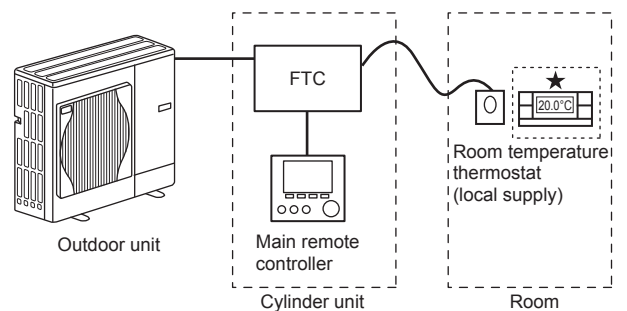 FTC
20.0°C
Room temperature
thermostat
(local supply)
Outdoor unit
Main remote
controller
Cylinder unit
Room